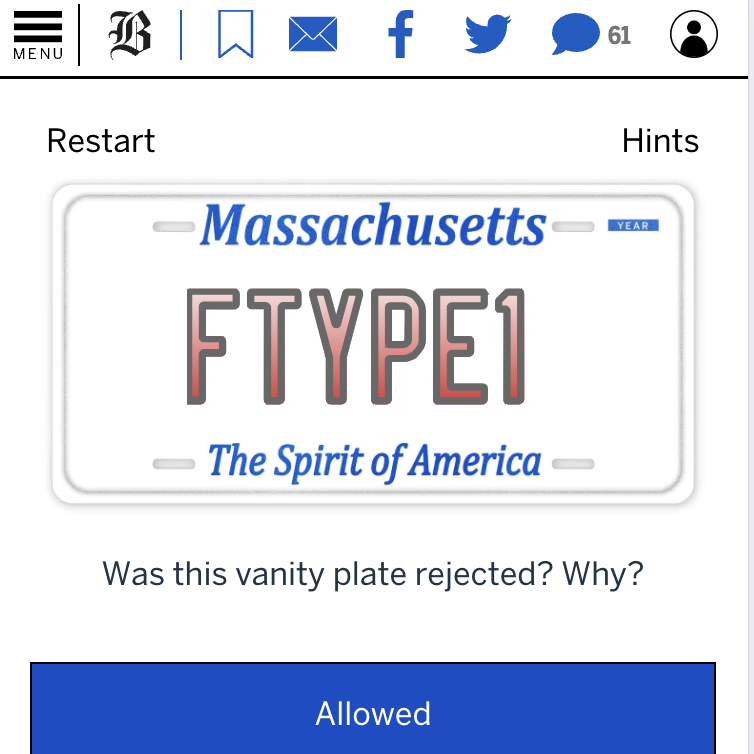 MENU B 61
Restart Hints
Massachusetts YEAR
FTYPE1
The Spirit of America
Was this vanity plate rejected? Why?
Allowed